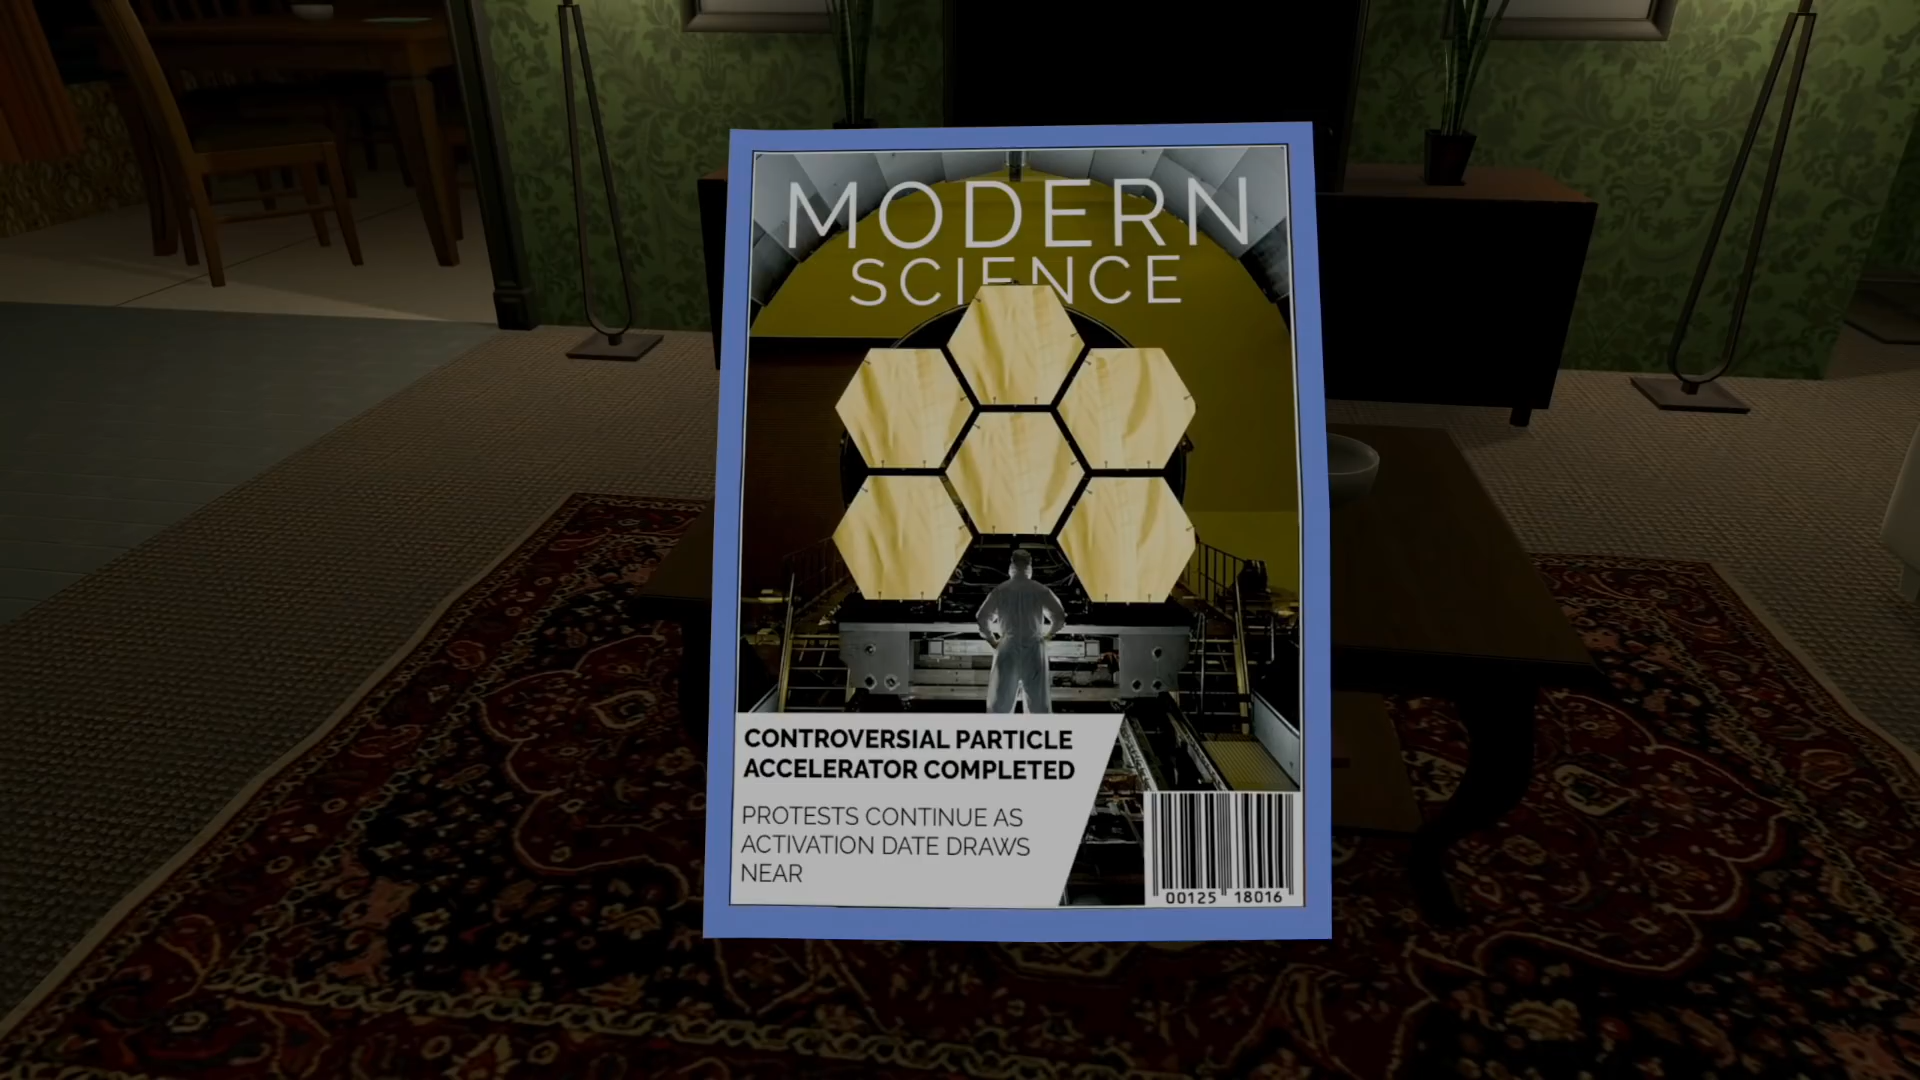 MODERN
SCIENCE
CONTROVERSIAL PARTICLE
ACCELERATOR COMPLETED
PROTESTS CONTINUE AS
ACTIVATION DATE DRAWS
NEAR
00125 18016